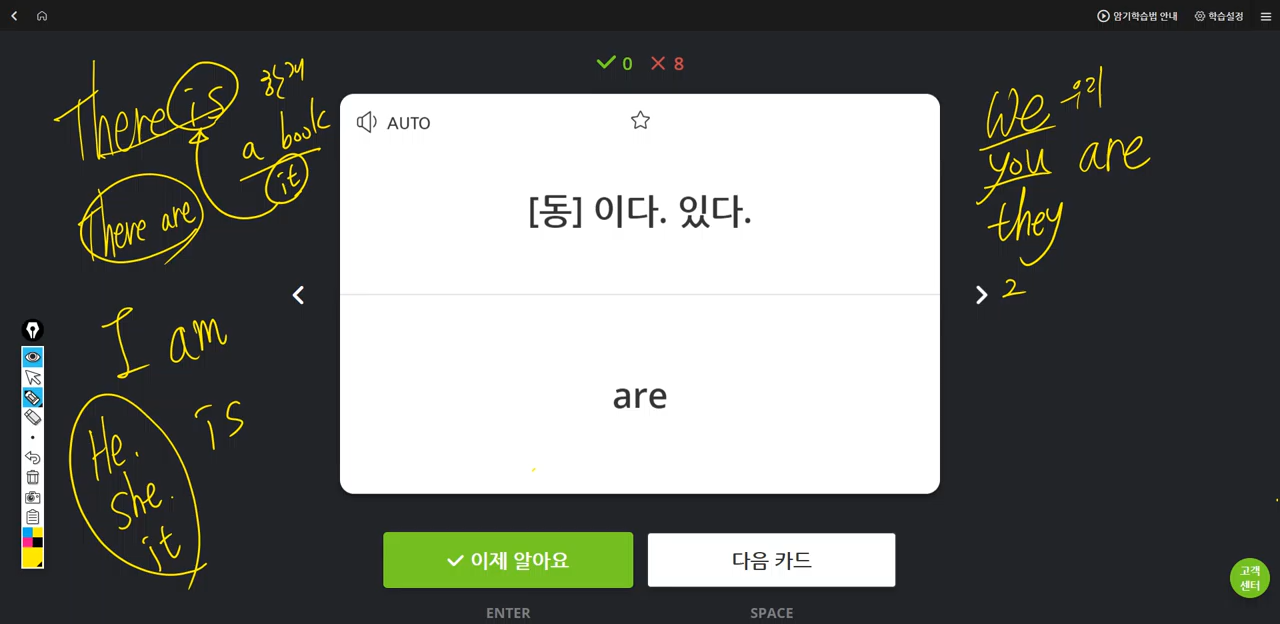 암기학습법 안내 학습설정
0 8
AUTO
[동] 이다. 있다.
are
이제 알아요 다음 카드
ENTER SPACE
고객
센터
There is 한개
a book
it
There are
I am
He. is
she.
it
We 우리
you are
they
2